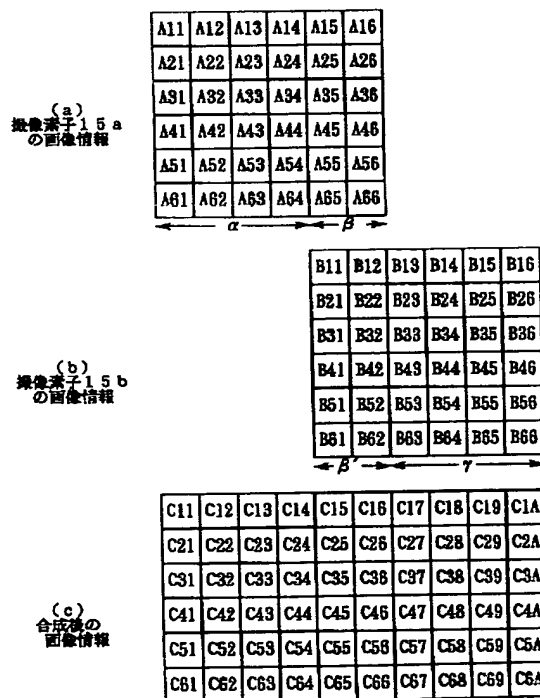 A11 A12 A13 A14 A15 A16
A21 A22 A23 A24 A25 A26
A31 A32 A33 A34 A35 A36
A41 A42 A43 A44 A45 A46
A51 A52 A53 A54 A55 A56
A61 A62 A63 A64 A65 A66
(a)
撮像素子15a
の画像情報
α β
B11 B12 B13 B14 B15 B16
B21 B22 B23 B24 B25 B26
B31 B32 B33 B34 B35 B36
B41 B42 B43 B44 B45 B46
B51 B52 B53 B54 B55 B56
B61 B62 B63 B64 B65 B66
(b)
撮像素子15b
の画像情報
β' γ
C11 C12 C13 C14 C15 C16 C17 C18 C19 C1A
C21 C22 C23 C24 C25 C26 C27 C28 C29 C2A
C31 C32 C33 C34 C35 C36 C37 C38 C39 C3A
C41 C42 C43 C44 C45 C46 C47 C48 C49 C4A
C51 C52 C53 C54 C55 C56 C57 C58 C59 C5A
C61 C62 C63 C64 C65 C66 C67 C68 C69 C6A
(c)
合成後の
画像情報